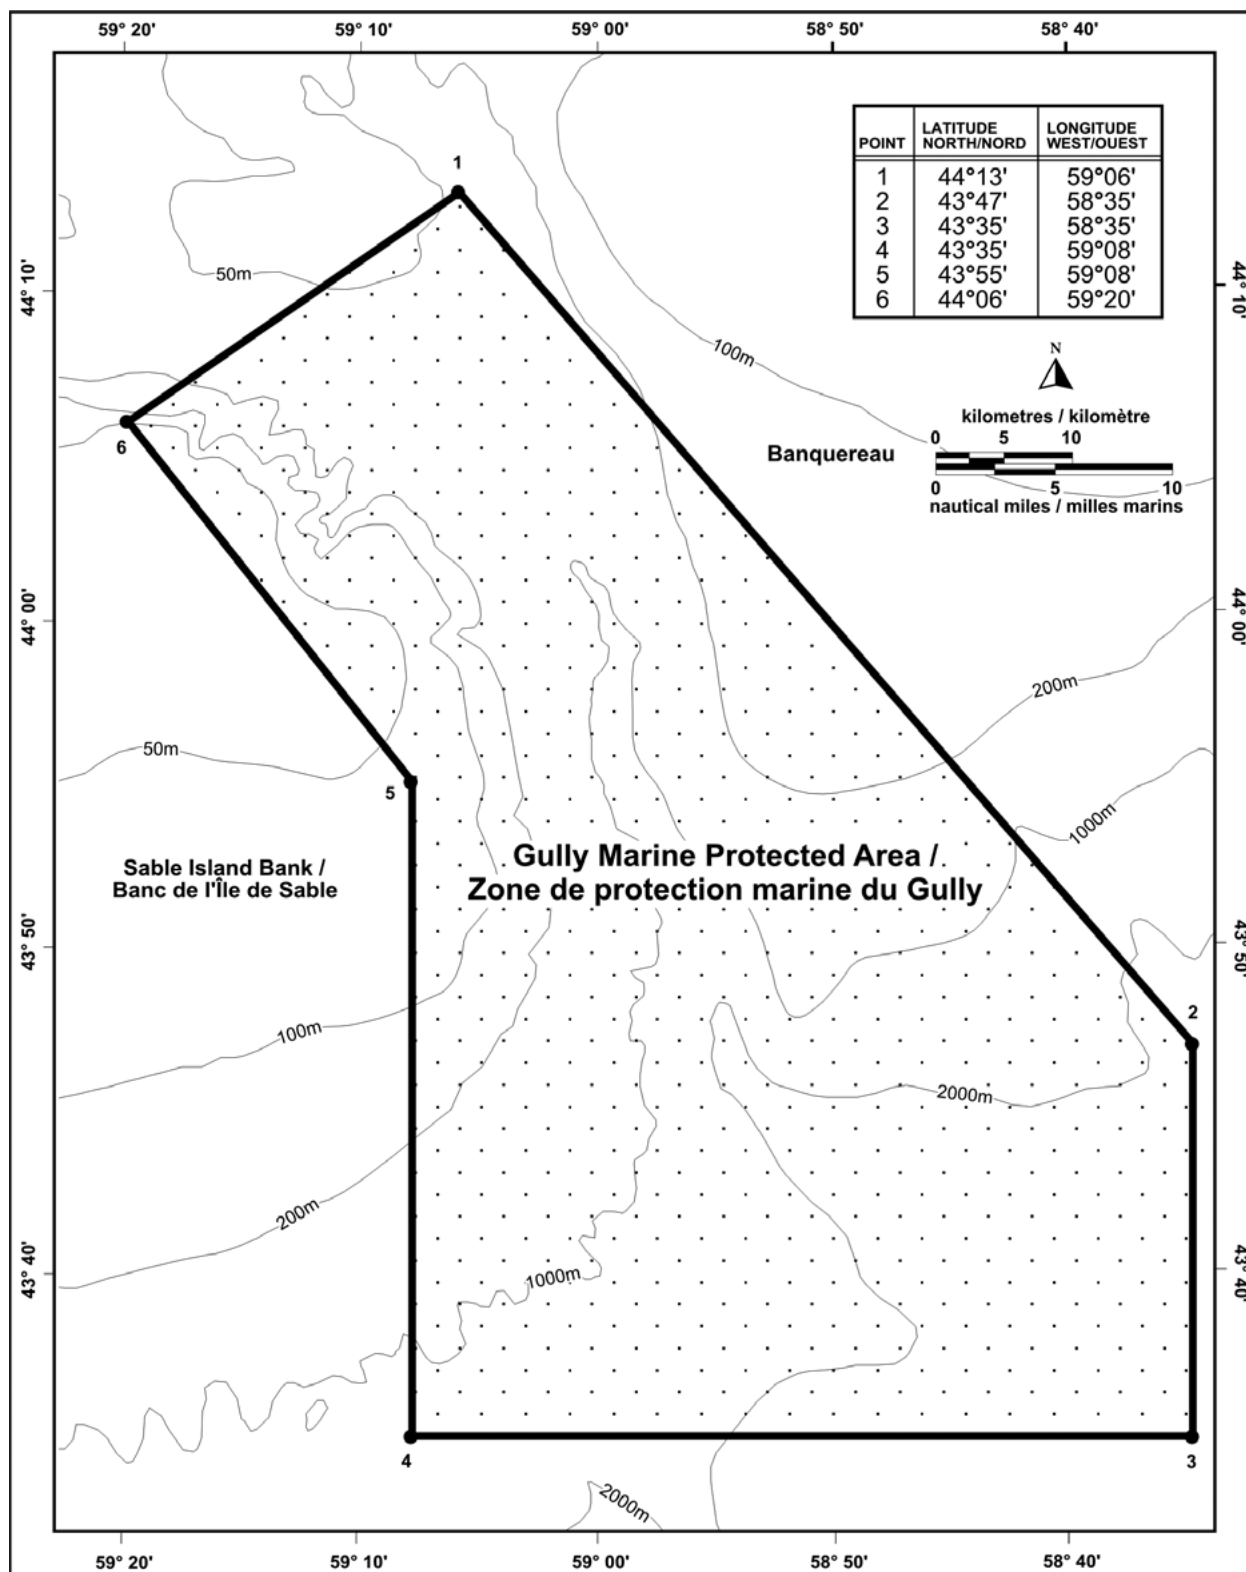 59° 20' 59° 10' 59° 00' 58° 50' 58° 40'
POINT LATITUDE NORTH/NORD LONGITUDE WEST/OUEST
1 44°13' 59°06'
2 43°47' 58°35'
3 43°35' 58°35'
4 43°35' 59°08'
5 43°55' 59°08'
6 44°06' 59°20'
1
50m
44° 10'
44° 10'
100m
N
kilometres / kilomètre
0 5 10
0 5 10
nautical miles / milles marins
Banquereau
6
44° 00'
44° 00'
200m
50m
5
1000m
Sable Island Bank /
Banc de l'Île de Sable
Gully Marine Protected Area /
Zone de protection marine du Gully
43° 50'
43° 50'
2
100m
2000m
200m
43° 40'
43° 40'
1000m
4
3
2000m
59° 20' 59° 10' 59° 00' 58° 50' 58° 40'